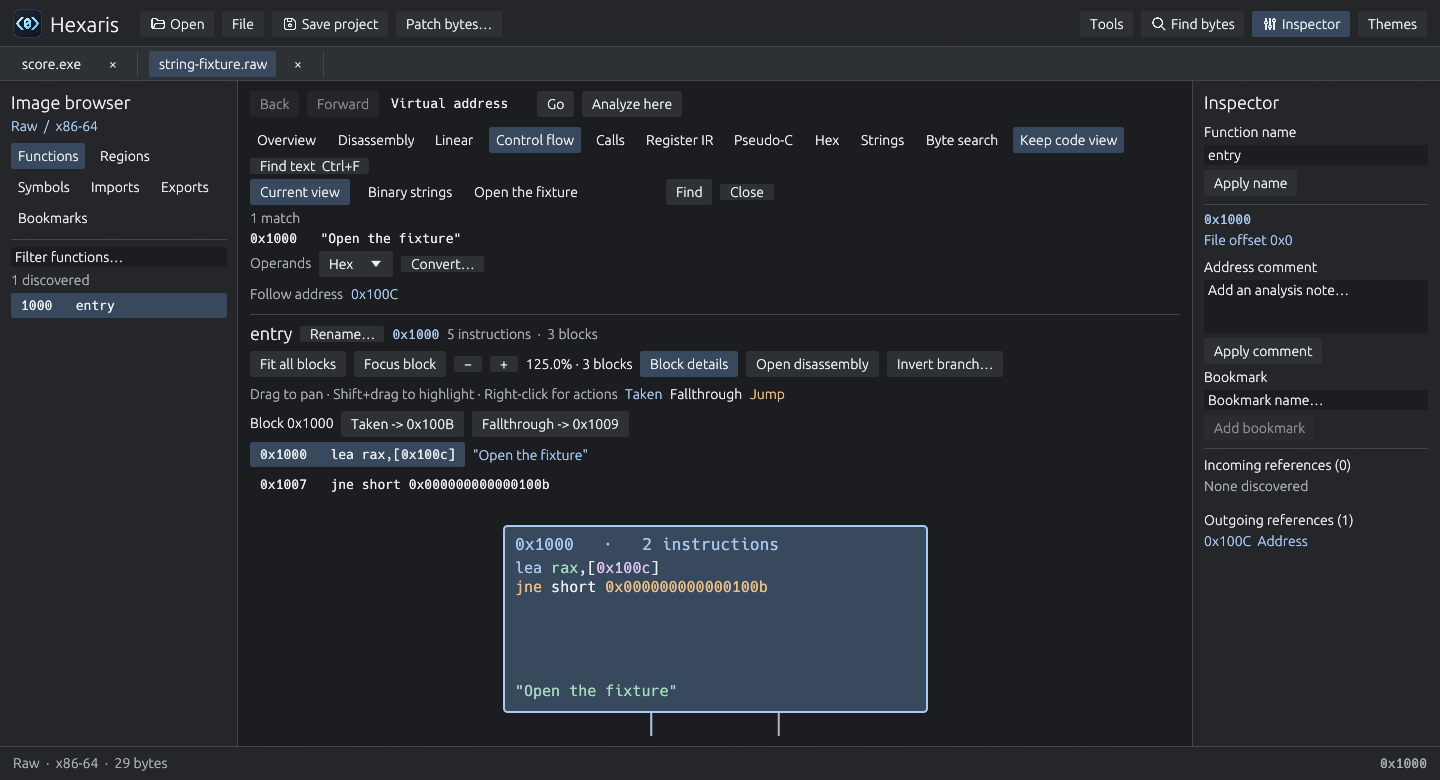 Hexaris Open File Save project Patch bytes… Tools Find bytes Inspector Themes
score.exe × string-fixture.raw ×
Image browser
Raw / x86-64
Functions Regions
Symbols Imports Exports
Bookmarks
Filter functions…
1 discovered
1000 entry
Back Forward Virtual address Go Analyze here
Overview Disassembly Linear Control flow Calls Register IR Pseudo-C Hex Strings Byte search Keep code view
Find text Ctrl+F
Current view Binary strings Open the fixture Find Close
1 match
0x1000 "Open the fixture"
Operands Hex Convert…
Follow address 0x100C
entry Rename… 0x1000 5 instructions · 3 blocks
Fit all blocks Focus block − + 125.0% · 3 blocks Block details Open disassembly Invert branch…
Drag to pan · Shift+drag to highlight · Right-click for actions Taken Fallthrough Jump
Block 0x1000 Taken -> 0x100B Fallthrough -> 0x1009
0x1000 lea rax,[0x100c] "Open the fixture"
0x1007 jne short 0x000000000000100b
0x1000 · 2 instructions
lea rax,[0x100c]
jne short 0x000000000000100b
"Open the fixture"
Inspector
Function name
entry
Apply name
0x1000
File offset 0x0
Address comment
Add an analysis note…
Apply comment
Bookmark
Bookmark name…
Add bookmark
Incoming references (0)
None discovered
Outgoing references (1)
0x100C Address
Raw · x86-64 · 29 bytes 0x1000